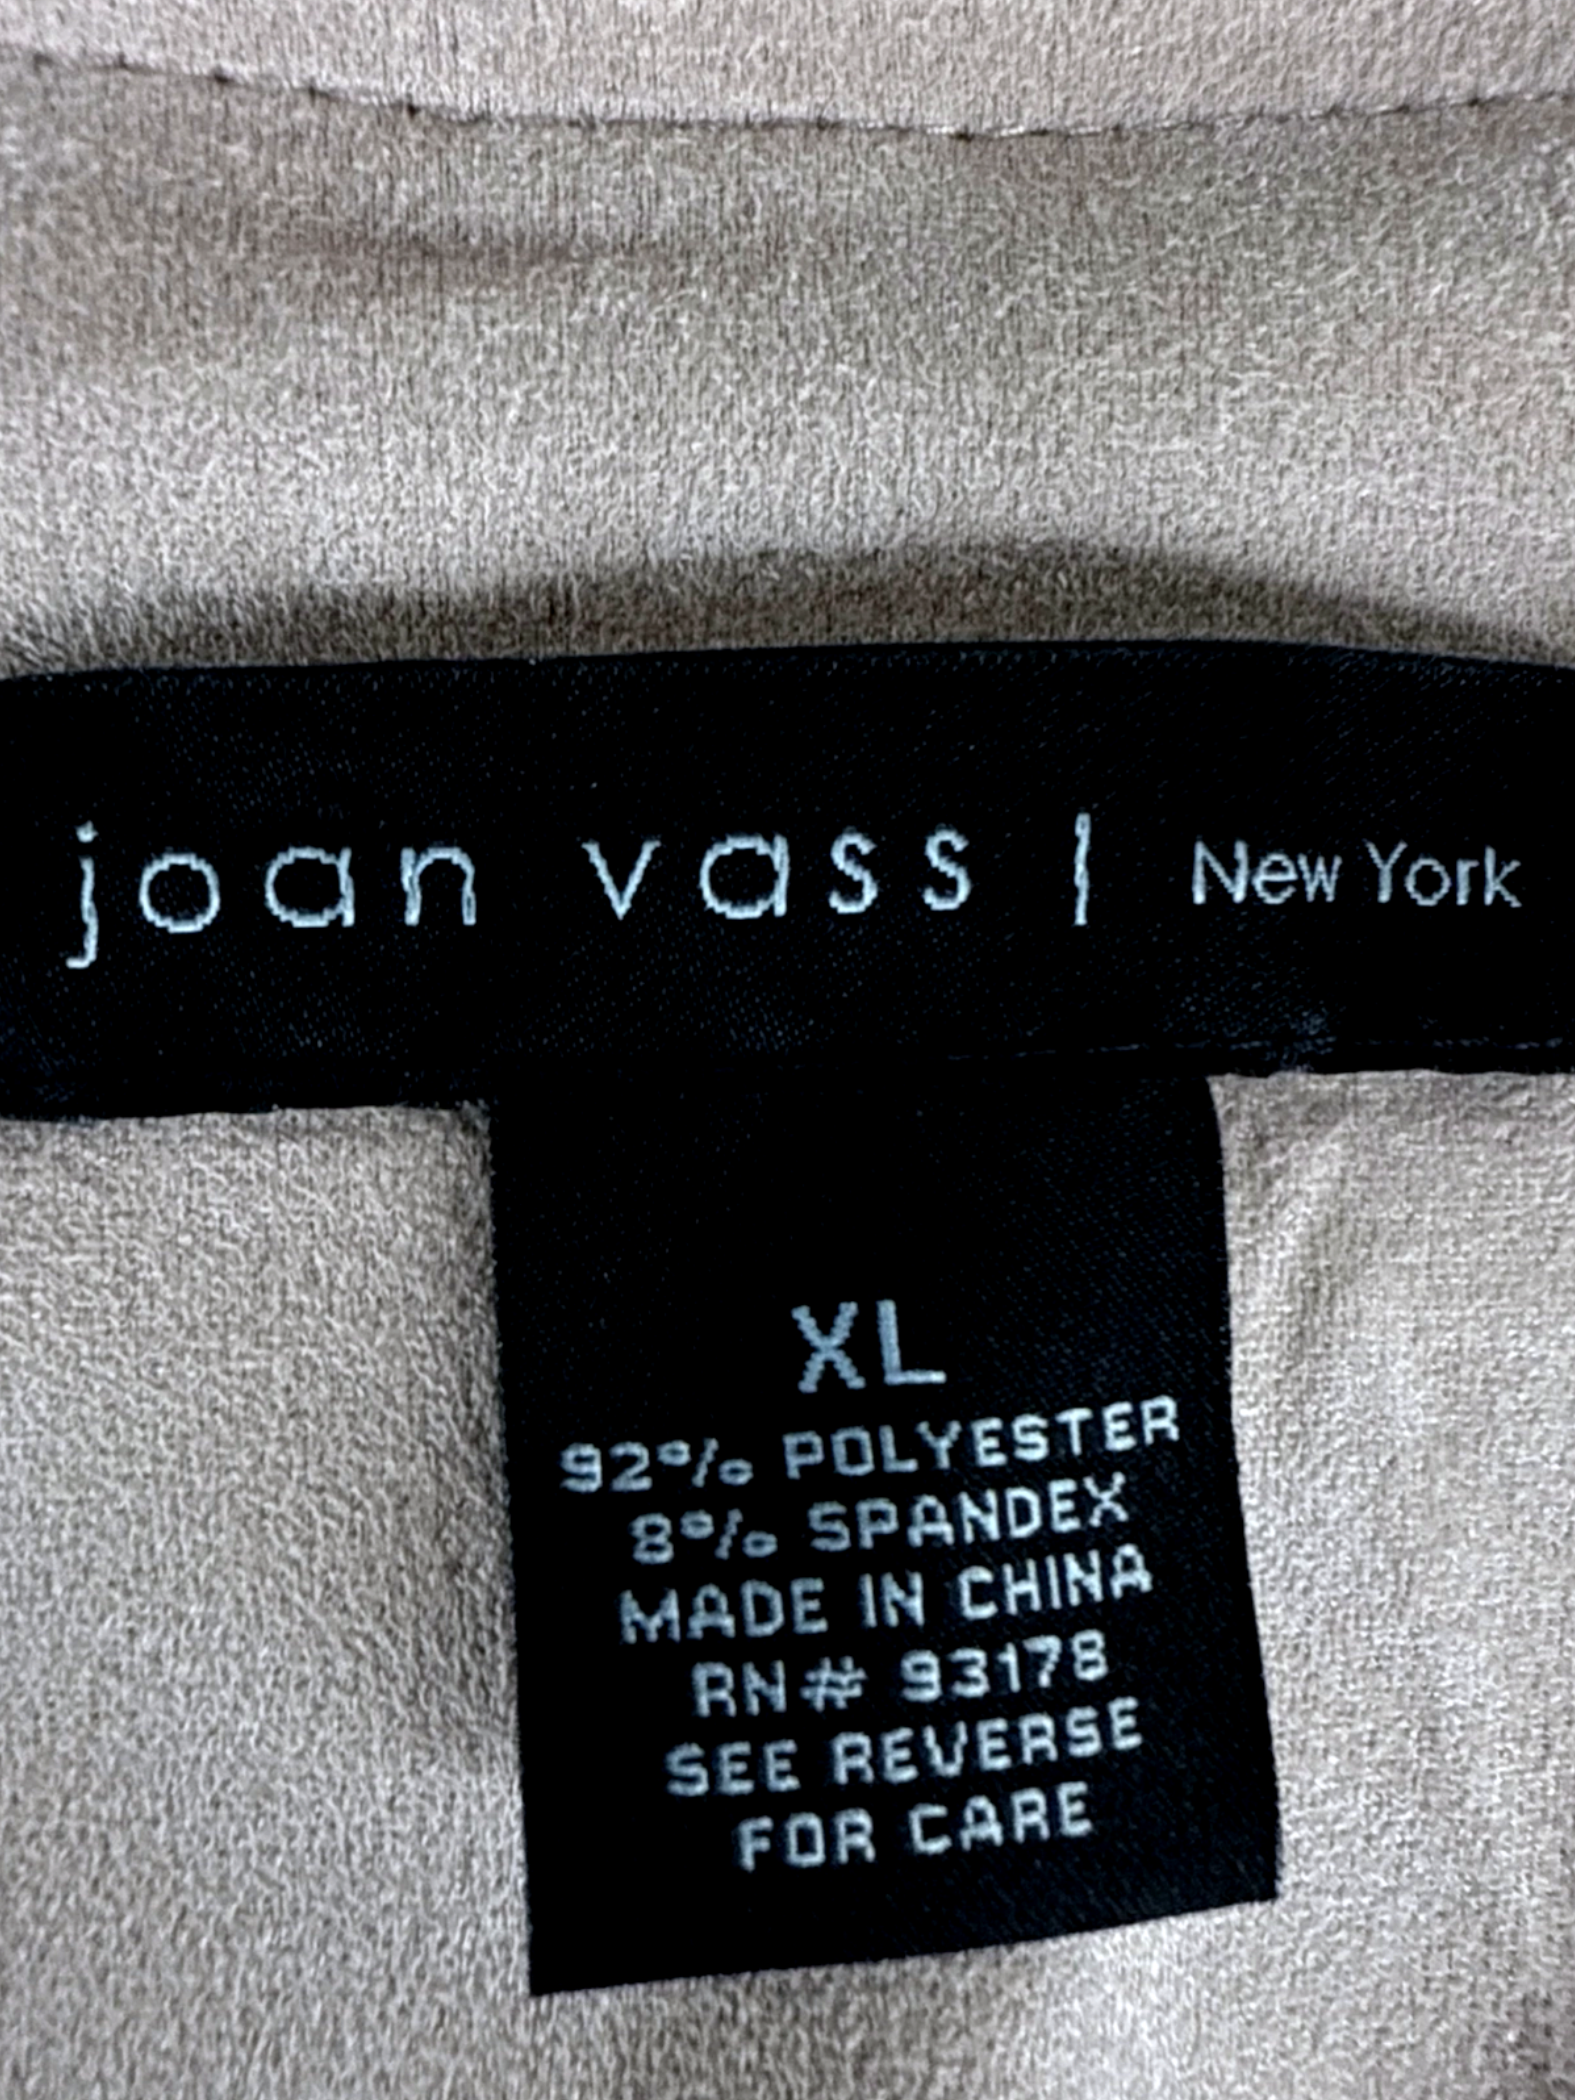 joan vass | New York
XL
92% POLYESTER
8% SPANDEX
MADE IN CHINA
RN# 93178
SEE REVERSE
FOR CARE